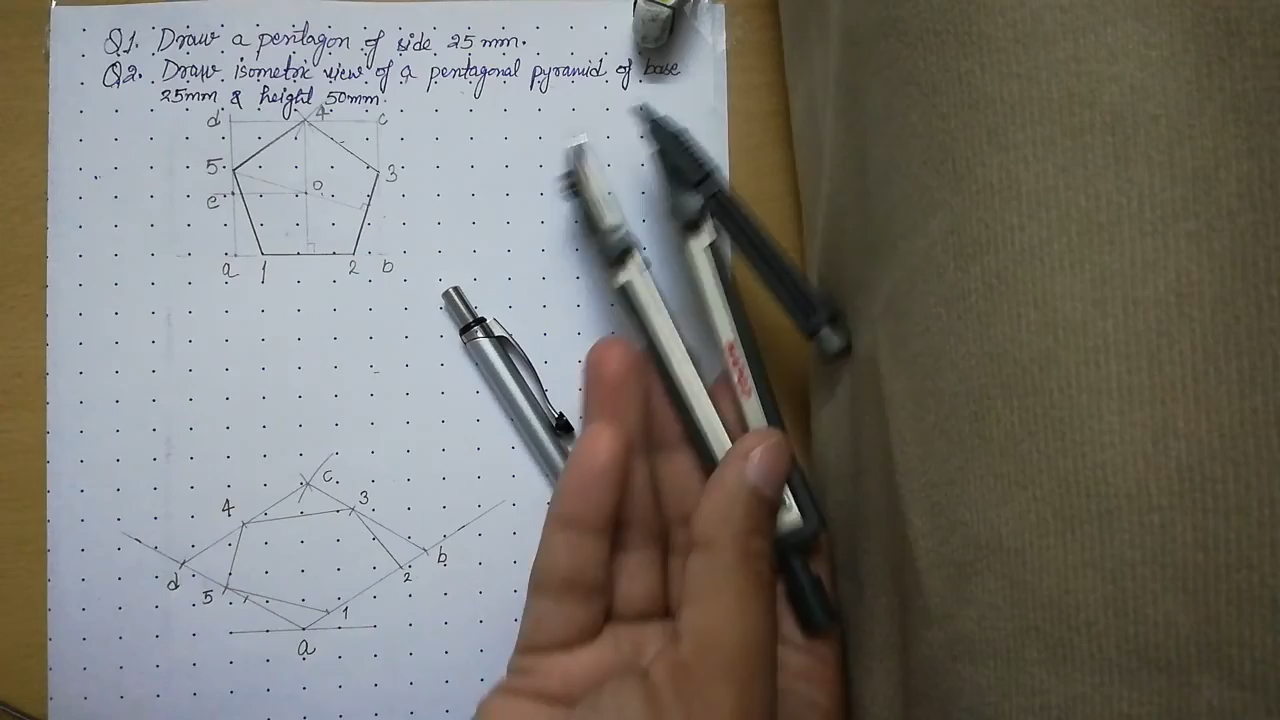 Q1. Draw a pentagon of side 25 mm.
Q2. Draw isometric view of a pentagonal pyramid of base
25mm & height 50mm.
d 4 c
5 3
e o
a 1 2 b
c
4 3
d b
5 2
1
a